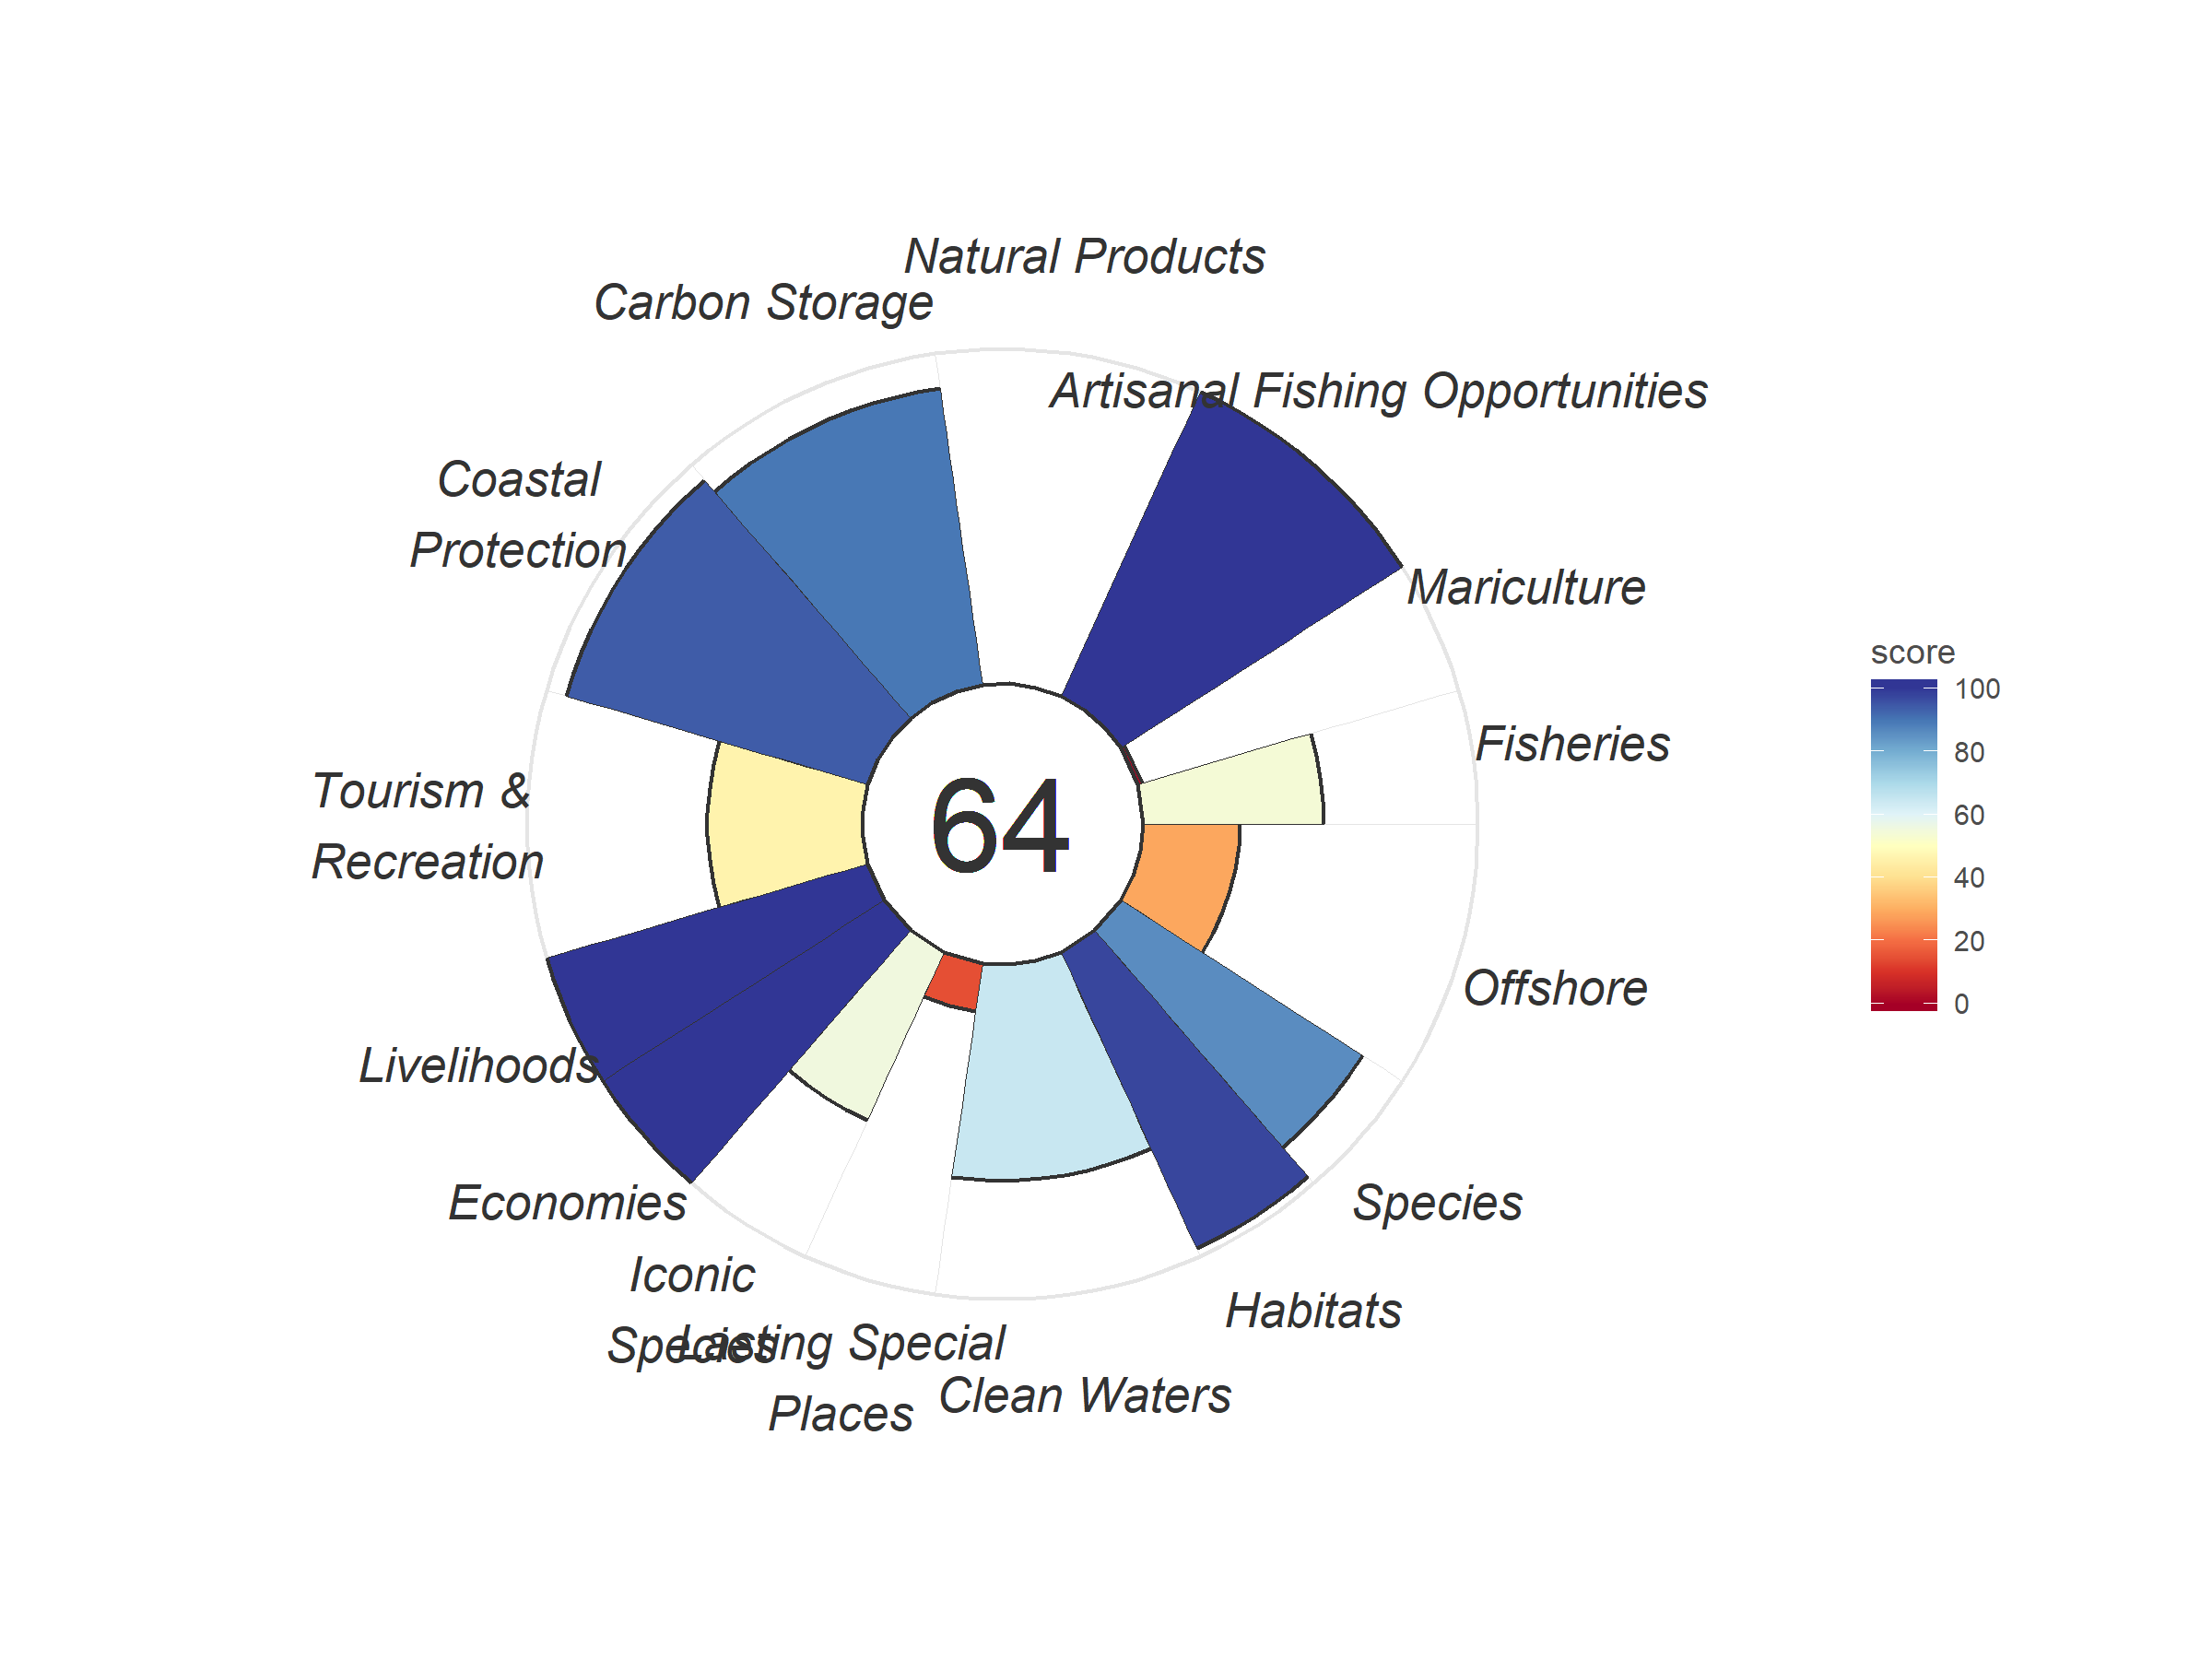 Natural Products
Carbon Storage
Artisanal Fishing Opportunities
Coastal
Protection
Mariculture
score
100
80
60
40
20
0
Fisheries
Tourism &
Recreation
64
Offshore
Livelihoods
Economies
Species
Iconic
Species
Habitats
Lasting Special
Places
Clean Waters